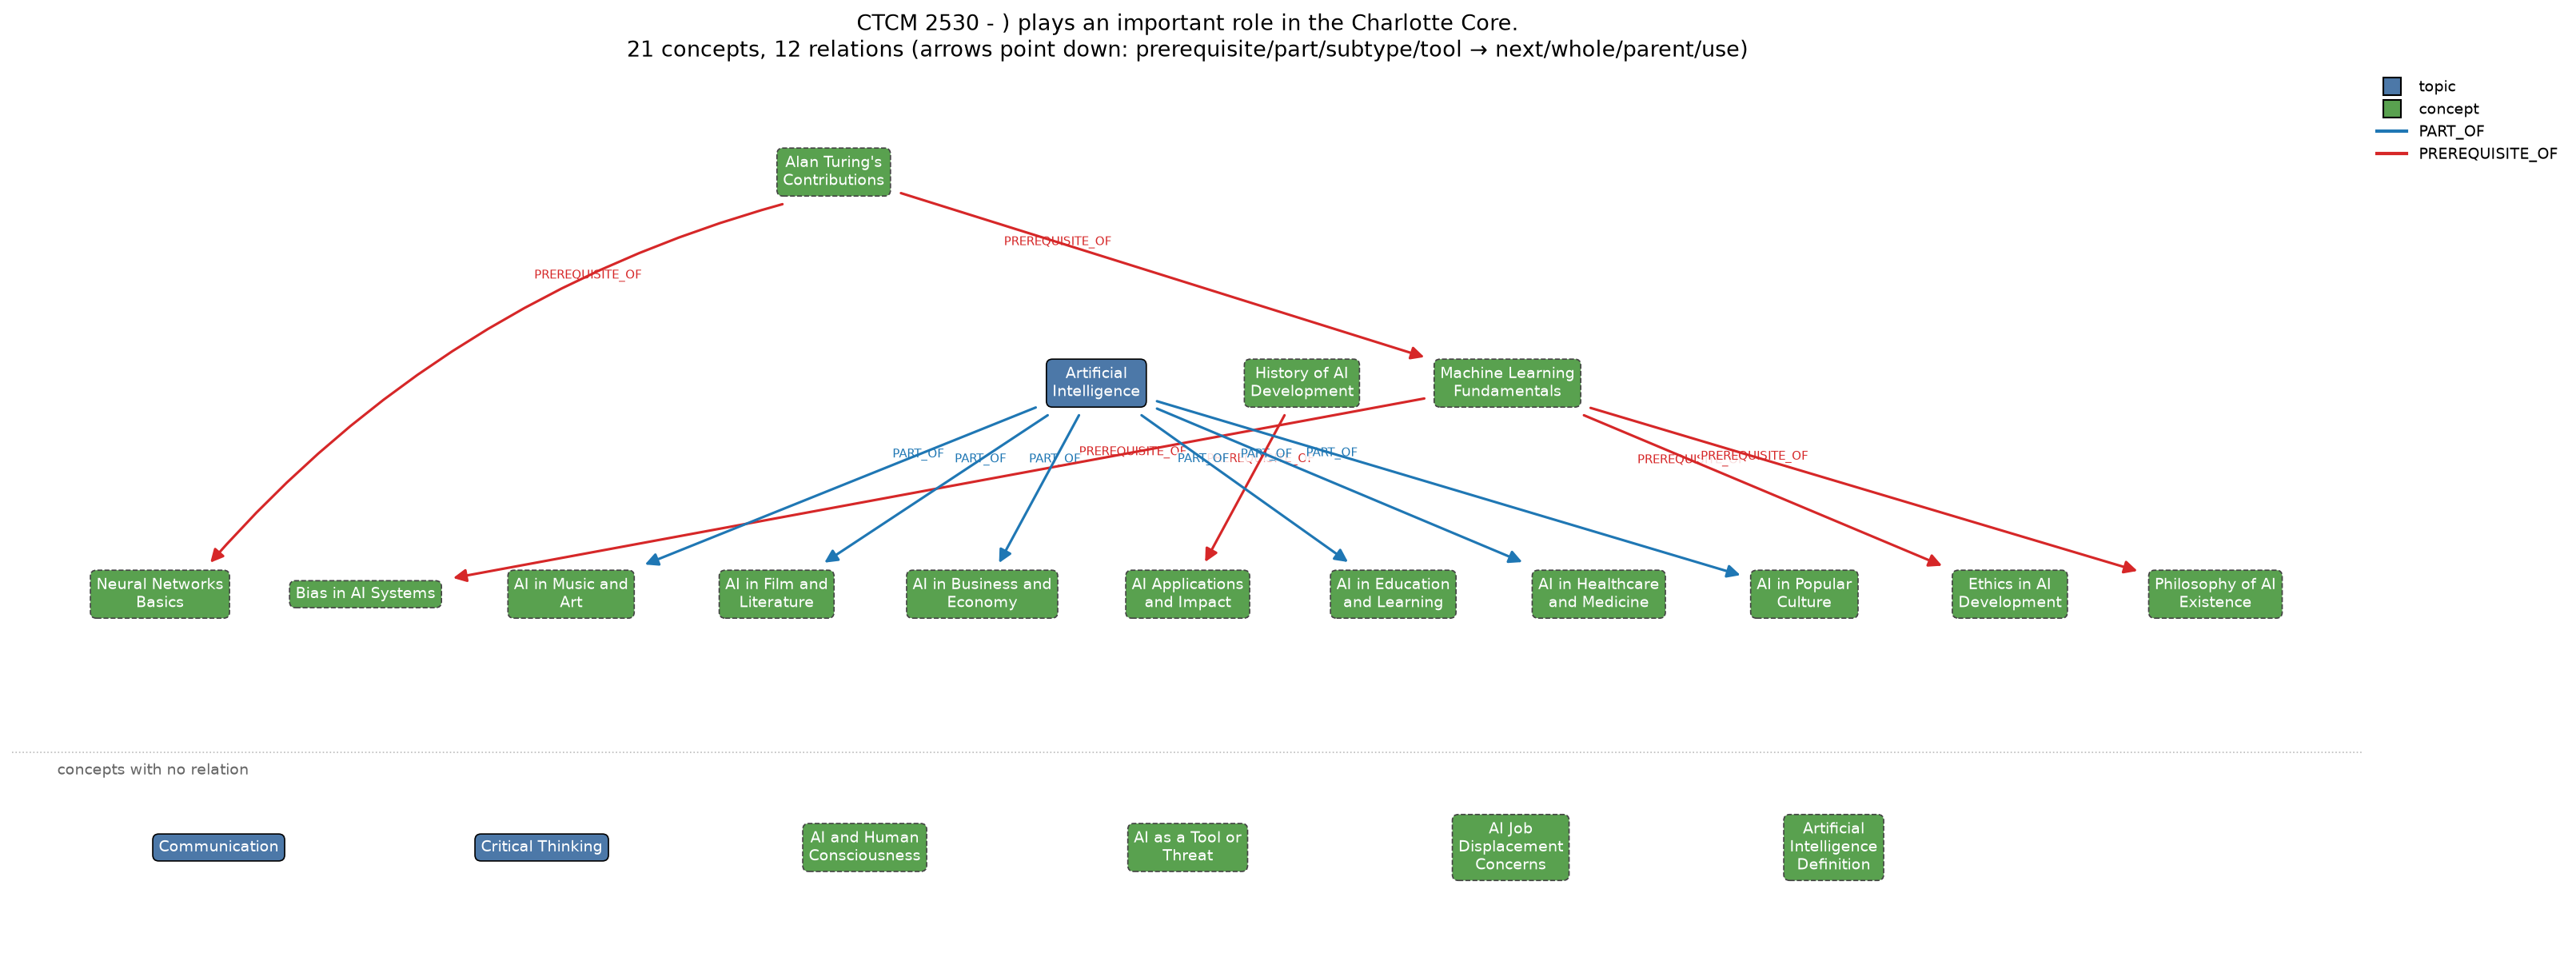 CTCM 2530 - ) plays an important role in the Charlotte Core.
21 concepts, 12 relations (arrows point down: prerequisite/part/subtype/tool → next/whole/parent/use)
topic
concept
PART_OF
PREREQUISITE_OF
Alan Turing's
Contributions
PREREQUISITE_OF
PREREQUISITE_OF
Artificial
Intelligence
History of AI
Development
Machine Learning
Fundamentals
PART_OF
PART_OF
PART_OF
PREREQUISITE_OF
PART_OF
PART_OF
PART_OF
PREREQUISITE_OF
Neural Networks
Basics
Bias in AI Systems
AI in Music and
Art
AI in Film and
Literature
AI in Business and
Economy
AI Applications
and Impact
AI in Education
and Learning
AI in Healthcare
and Medicine
AI in Popular
Culture
Ethics in AI
Development
Philosophy of AI
Existence
concepts with no relation
Communication
Critical Thinking
AI and Human
Consciousness
AI as a Tool or
Threat
AI Job
Displacement
Concerns
Artificial
Intelligence
Definition